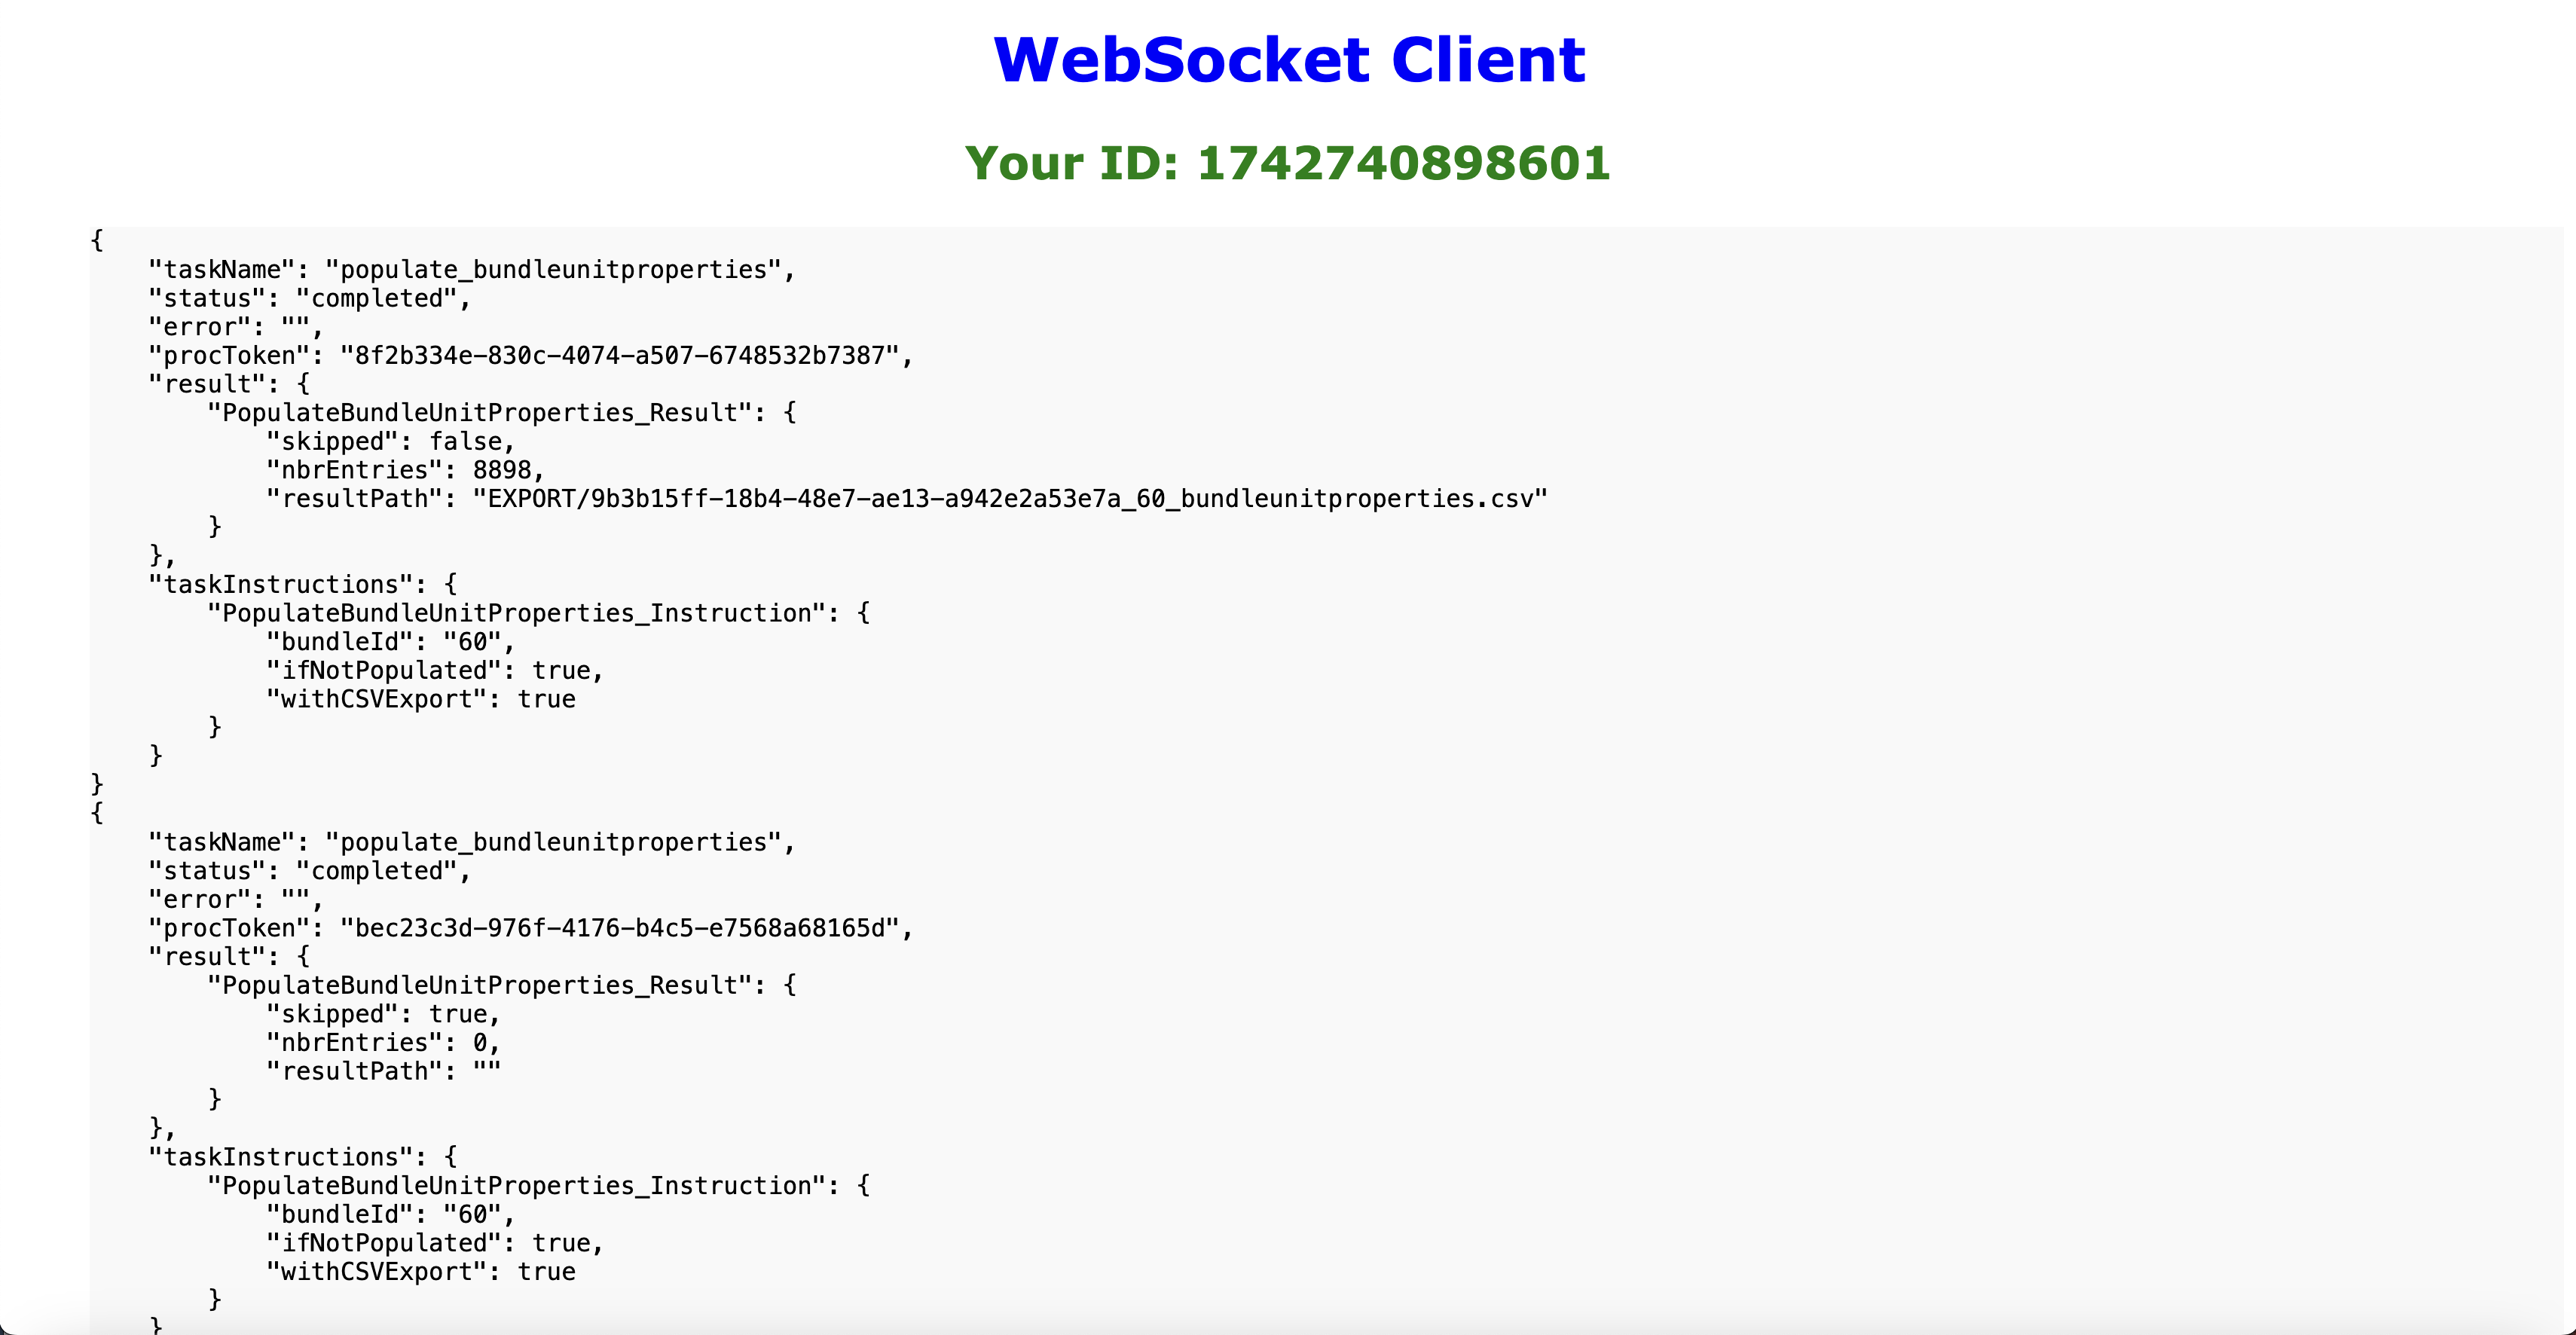 WebSocket Client
Your ID: 1742740898601
{
    "taskName": "populate_bundleunitproperties",
    "status": "completed",
    "error": "",
    "procToken": "8f2b334e-830c-4074-a507-6748532b7387",
    "result": {
        "PopulateBundleUnitProperties_Result": {
            "skipped": false,
            "nbrEntries": 8898,
            "resultPath": "EXPORT/9b3b15ff-18b4-48e7-ae13-a942e2a53e7a_60_bundleunitproperties.csv"
        }
    },
    "taskInstructions": {
        "PopulateBundleUnitProperties_Instruction": {
            "bundleId": "60",
            "ifNotPopulated": true,
            "withCSVExport": true
        }
    }
}
{
    "taskName": "populate_bundleunitproperties",
    "status": "completed",
    "error": "",
    "procToken": "bec23c3d-976f-4176-b4c5-e7568a68165d",
    "result": {
        "PopulateBundleUnitProperties_Result": {
            "skipped": true,
            "nbrEntries": 0,
            "resultPath": ""
        }
    },
    "taskInstructions": {
        "PopulateBundleUnitProperties_Instruction": {
            "bundleId": "60",
            "ifNotPopulated": true,
            "withCSVExport": true
        }
    }